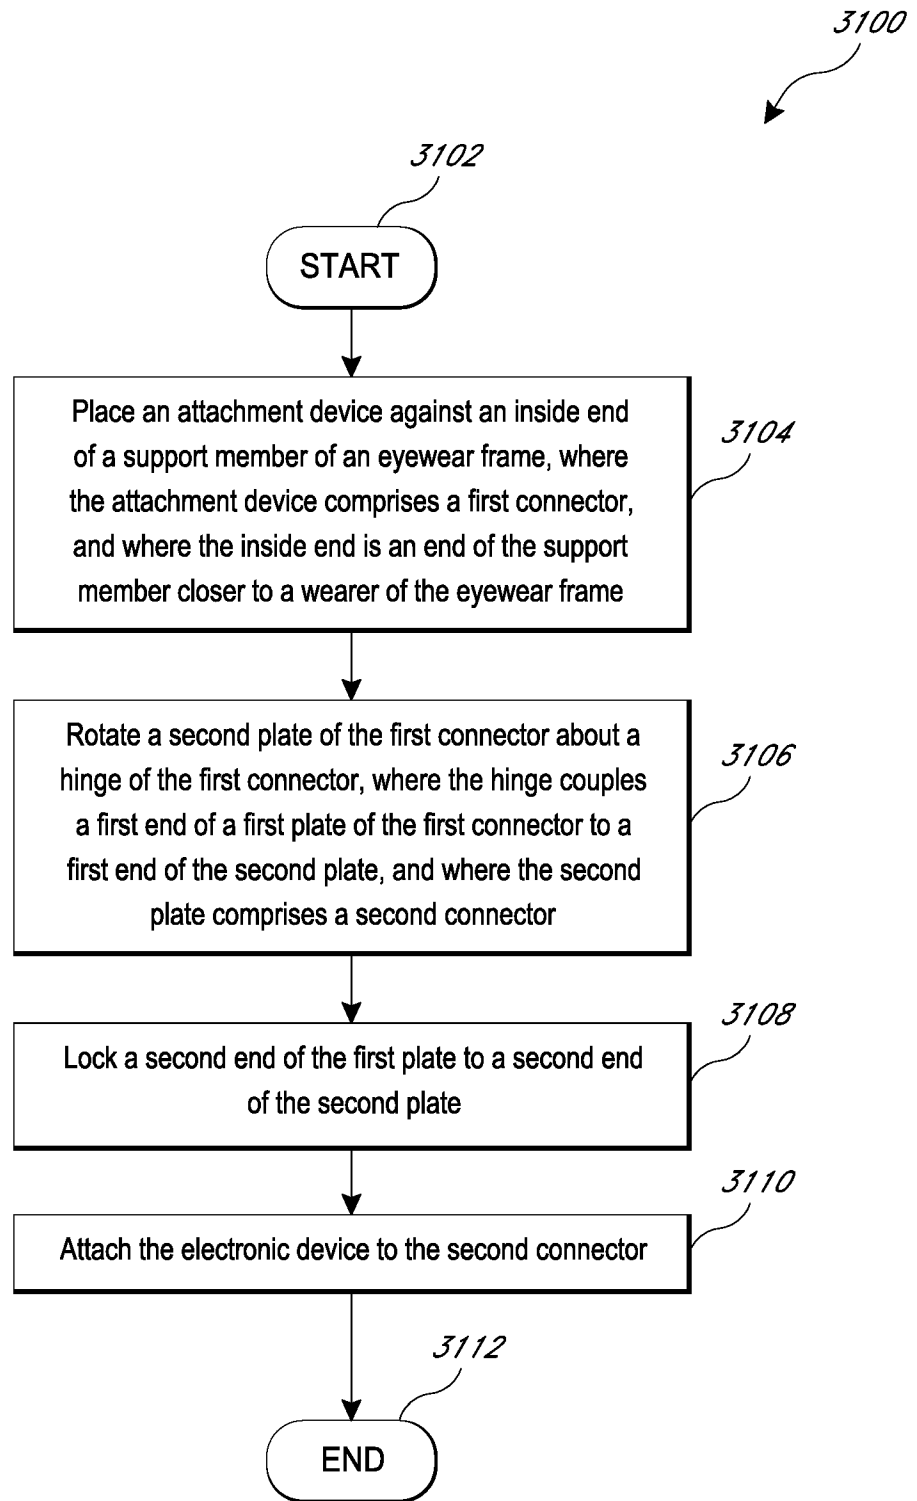 3100
3102
START
Place an attachment device against an inside end
of a support member of an eyewear frame, where
the attachment device comprises a first connector,
and where the inside end is an end of the support
member closer to a wearer of the eyewear frame
3104
Rotate a second plate of the first connector about a
hinge of the first connector, where the hinge couples
a first end of a first plate of the first connector to a
first end of the second plate, and where the second
plate comprises a second connector
3106
Lock a second end of the first plate to a second end
of the second plate
3108
Attach the electronic device to the second connector
3110
3112
END